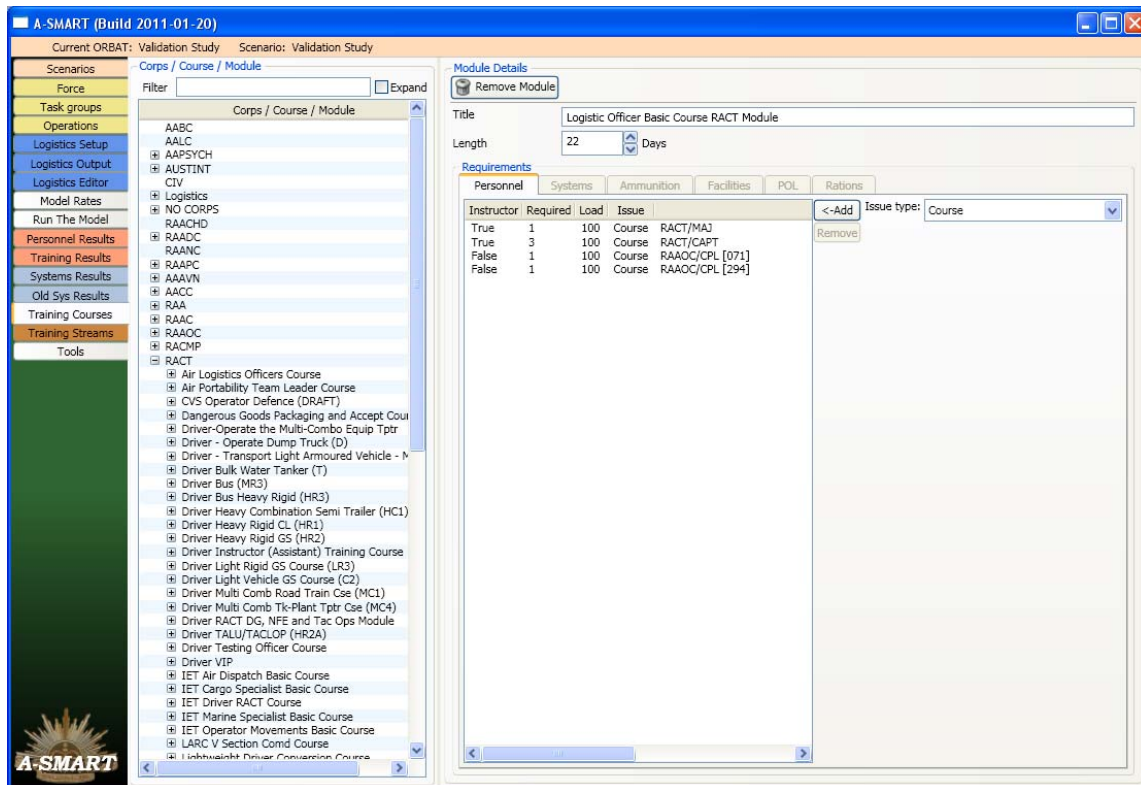 A-SMART (Build 2011-01-20)
Current ORBAT: Validation Study Scenario: Validation Study
Scenarios
Force
Task groups
Operations
Logistics Setup
Logistics Output
Logistics Editor
Model Rates
Run The Model
Personnel Results
Training Results
Systems Results
Old Sys Results
Training Courses
Training Streams
Tools
A-SMART
Corps / Course / Module
Filter Expand
Corps / Course / Module
AABC
AALC
AAPSYCH
AUSTINT
CIV
Logistics
NO CORPS
RAACHD
RAADC
RAANC
RAAPC
AAAVN
AACC
RAA
RAAC
RAAOC
RACMP
RACT
Air Logistics Officers Course
Air Portability Team Leader Course
CVS Operator Defence (DRAFT)
Dangerous Goods Packaging and Accept Cour
Driver-Operate the Multi-Combo Equip Tptr
Driver - Operate Dump Truck (D)
Driver - Transport Light Armoured Vehicle - M
Driver Bulk Water Tanker (T)
Driver Bus (MR3)
Driver Bus Heavy Rigid (HR3)
Driver Heavy Combination Semi Trailer (HC1)
Driver Heavy Rigid CL (HR1)
Driver Heavy Rigid GS (HR2)
Driver Instructor (Assistant) Training Course
Driver Light Rigid GS Course (LR3)
Driver Light Vehicle GS Course (C2)
Driver Multi Comb Road Train Cse (MC1)
Driver Multi Comb Tk-Plant Tptr Cse (MC4)
Driver RACT DG, NFE and Tac Ops Module
Driver TALU/TACLOP (HR2A)
Driver Testing Officer Course
Driver VIP
IET Air Dispatch Basic Course
IET Cargo Specialist Basic Course
IET Driver RACT Course
IET Marine Specialist Basic Course
IET Operator Movements Basic Course
LARC V Section Comd Course
Lightweight Driver Conversion Course
Module Details
Remove Module
Title Logistic Officer Basic Course RACT Module
Length 22 Days
Requirements
Personnel Systems Ammunition Facilities POL Rations
Instructor Required Load Issue
True 1 100 Course RACT/MAJ
True 3 100 Course RACT/CAPT
False 1 100 Course RAAOC/CPL [071]
False 1 100 Course RAAOC/CPL [294]
<-Add Issue type: Course
Remove